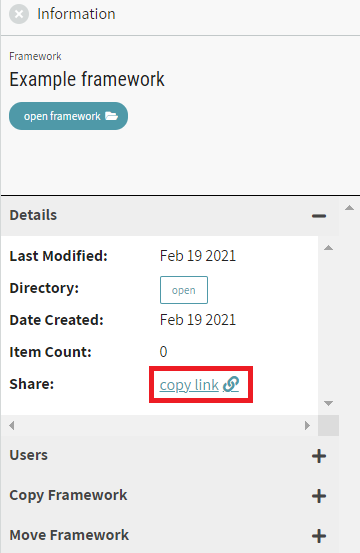 Information
Framework
Example framework
open framework
Details
Last Modified: Feb 19 2021
Directory: open
Date Created: Feb 19 2021
Item Count: 0
Share: copy link
Users
Copy Framework
Move Framework